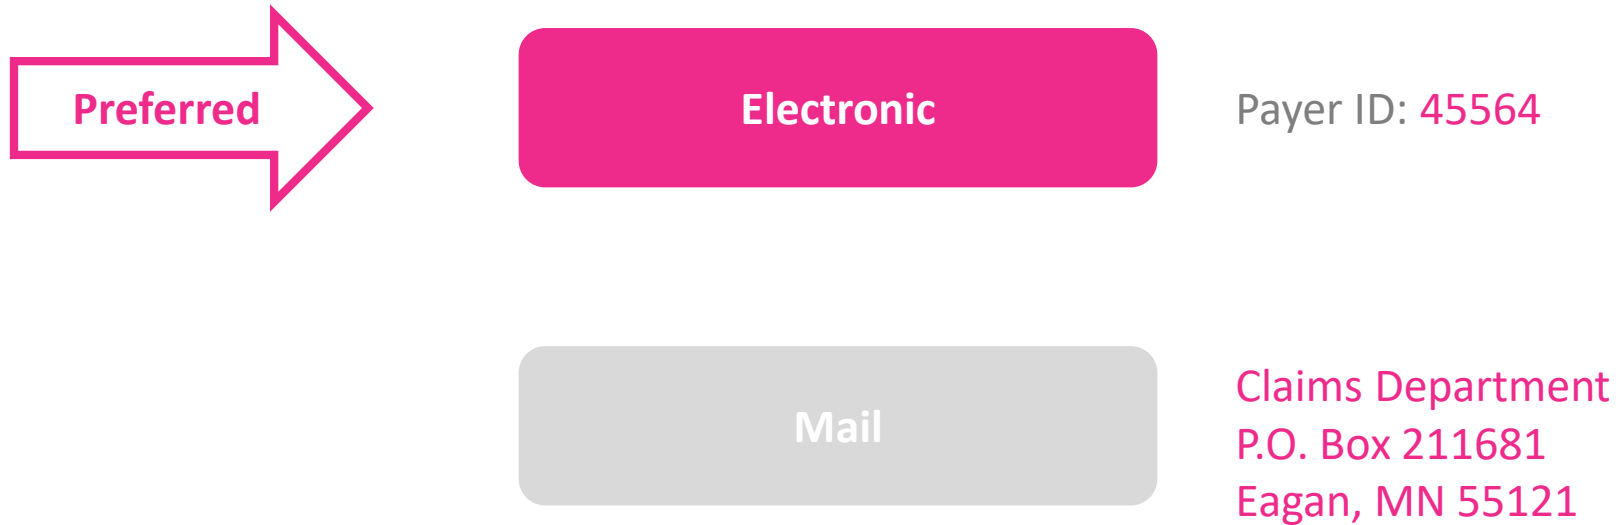 Preferred
Electronic
Payer ID: 45564
Mail
Claims Department
P.O. Box 211681
Eagan, MN 55121